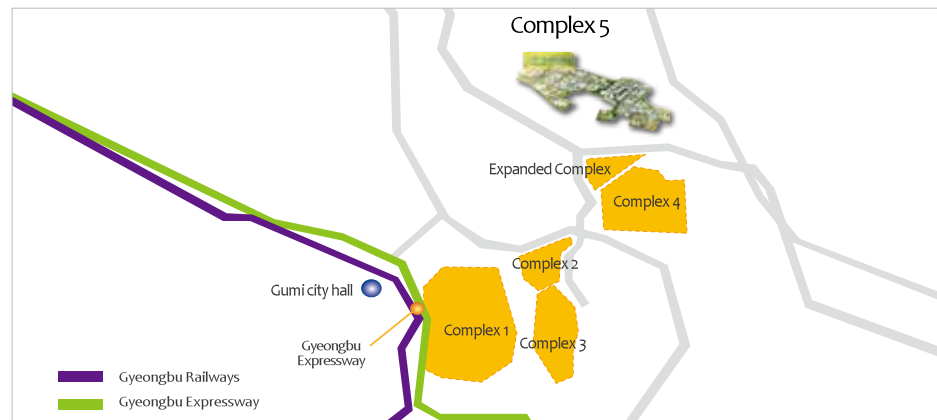 Complex 5
Expanded Complex
Complex 4
Complex 2
Gumi city hall
Complex 1
Complex 3
Gyeongbu
Expressway
Gyeongbu Railways
Gyeongbu Expressway